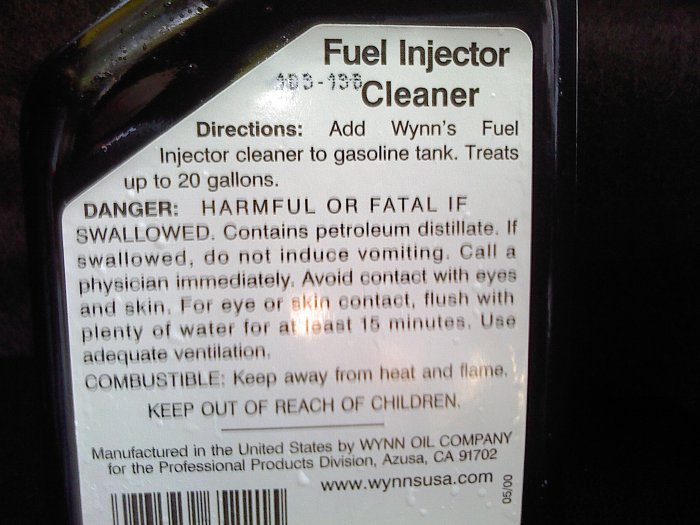 Fuel Injector
Cleaner
Directions: Add Wynn's Fuel
Injector cleaner to gasoline tank. Treats
up to 20 gallons.
DANGER: HARMFUL OR FATAL IF
SWALLOWED. Contains petroleum distillate. If
swallowed, do not induce vomiting. Call a
physician immediately. Avoid contact with eyes
and skin. For eye or skin contact, flush with
plenty of water for at least 15 minutes. Use
adequate ventilation.
COMBUSTIBLE: Keep away from heat and flame.
KEEP OUT OF REACH OF CHILDREN.
Manufactured in the United States by WYNN OIL COMPANY
for the Professional Products Division, Azusa, CA 91702
www.wynnsusa.com
05/00